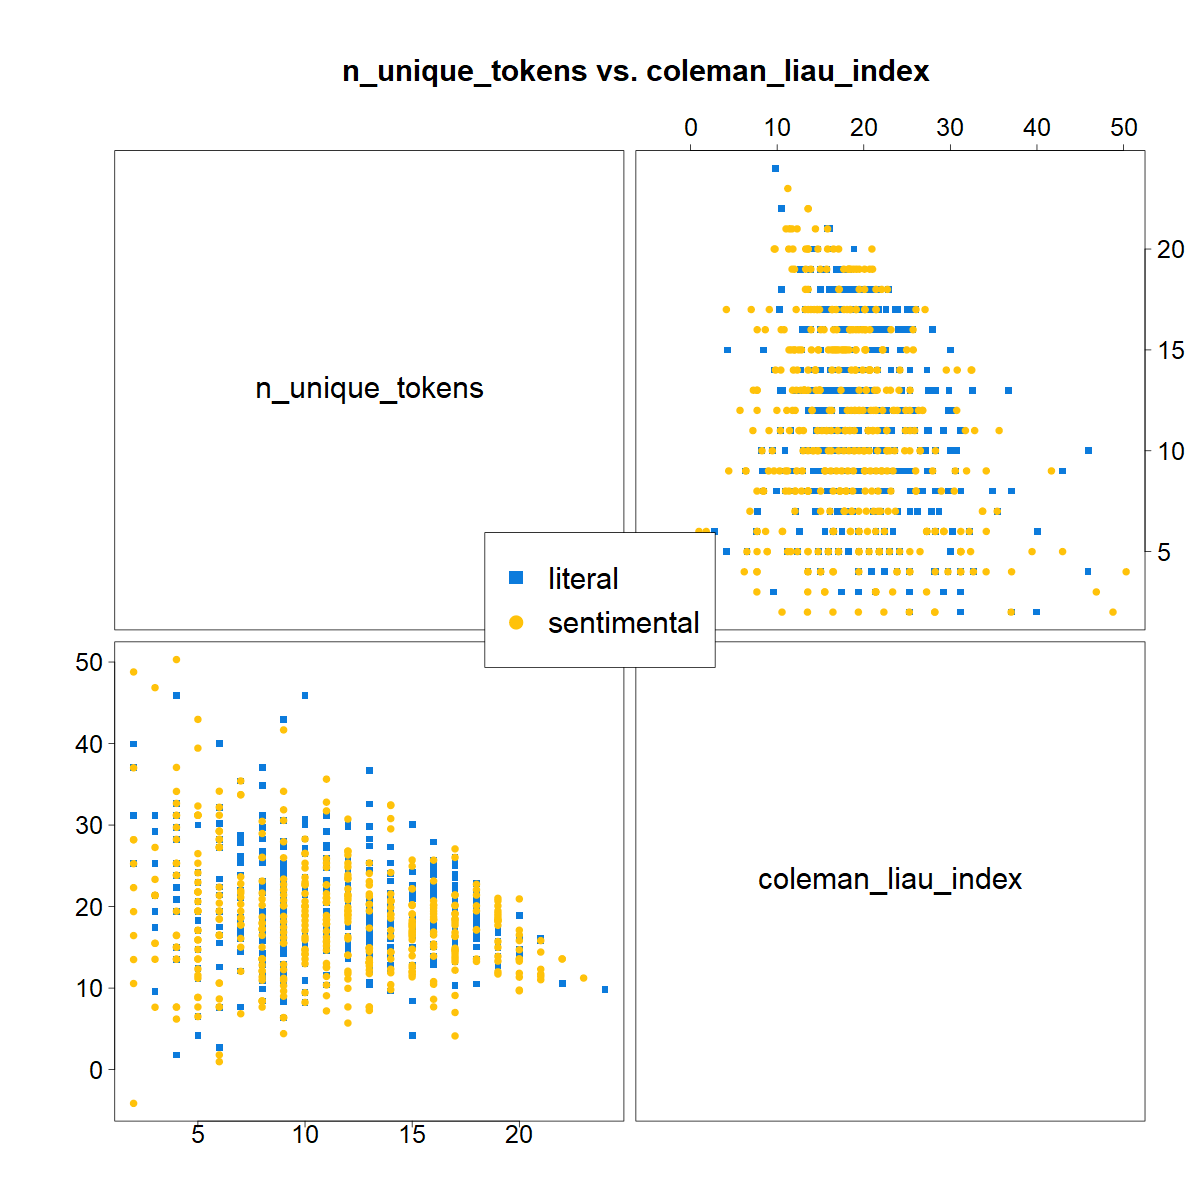 n_unique_tokens vs. coleman_liau_index
0 10 20 30 40 50
n_unique_tokens
20
15
10
5
literal
sentimental
50
40
30
20
10
0
coleman_liau_index
5 10 15 20